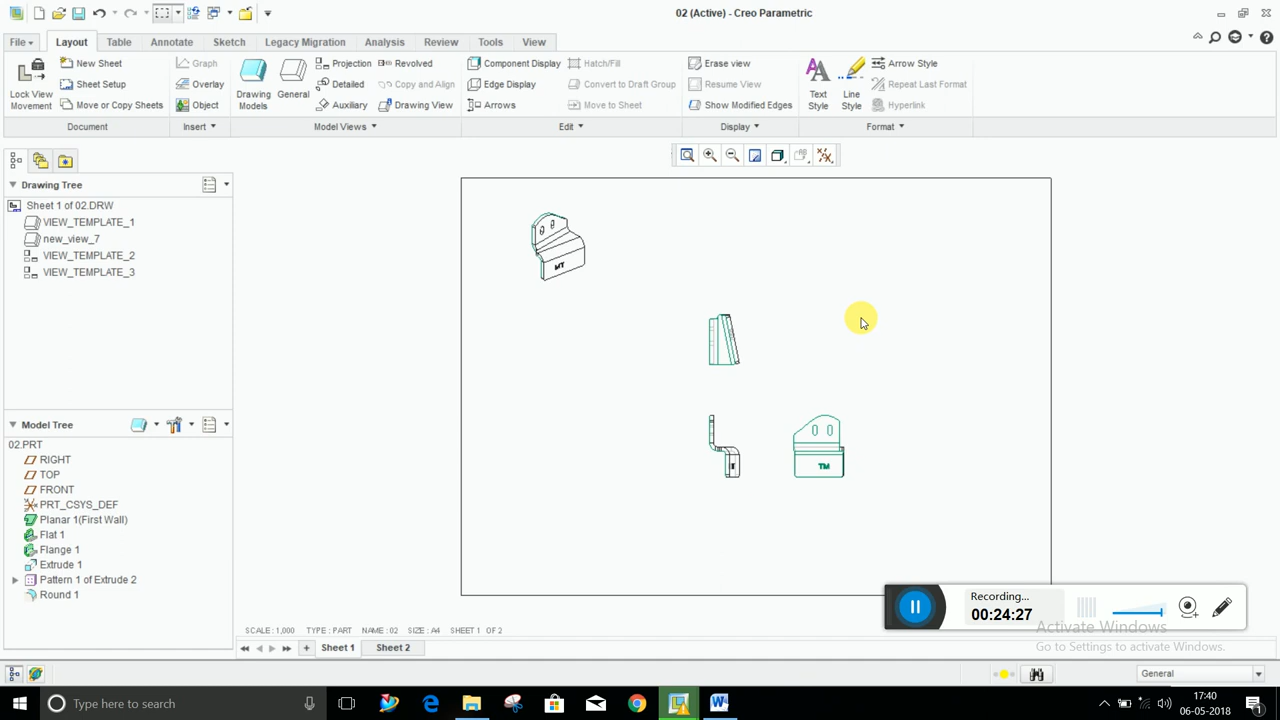 02 (Active) - Creo Parametric
File
Layout
Table
Annotate
Sketch
Legacy Migration
Analysis
Review
Tools
View
Lock View Movement
New Sheet
Sheet Setup
Move or Copy Sheets
Document
Graph
Overlay
Object
Insert
Drawing Models
General
Projection
Detailed
Auxiliary
Revolved
Copy and Align
Drawing View
Model Views
Component Display
Edge Display
Arrows
Hatch/Fill
Convert to Draft Group
Move to Sheet
Edit
Erase view
Resume View
Show Modified Edges
Display
Text Style
Line Style
Arrow Style
Repeat Last Format
Hyperlink
Format
Drawing Tree
Sheet 1 of 02.DRW
VIEW_TEMPLATE_1
new_view_7
VIEW_TEMPLATE_2
VIEW_TEMPLATE_3
Model Tree
02.PRT
RIGHT
TOP
FRONT
PRT_CSYS_DEF
Planar 1(First Wall)
Flat 1
Flange 1
Extrude 1
Pattern 1 of Extrude 2
Round 1
TM
Recording...
00:24:27
Activate Windows
Go to Settings to activate Windows.
SCALE : 1,000 TYPE : PART NAME : 02 SIZE : A4 SHEET 1 OF 2
Sheet 1
Sheet 2
General
Type here to search
17:40
06-05-2018